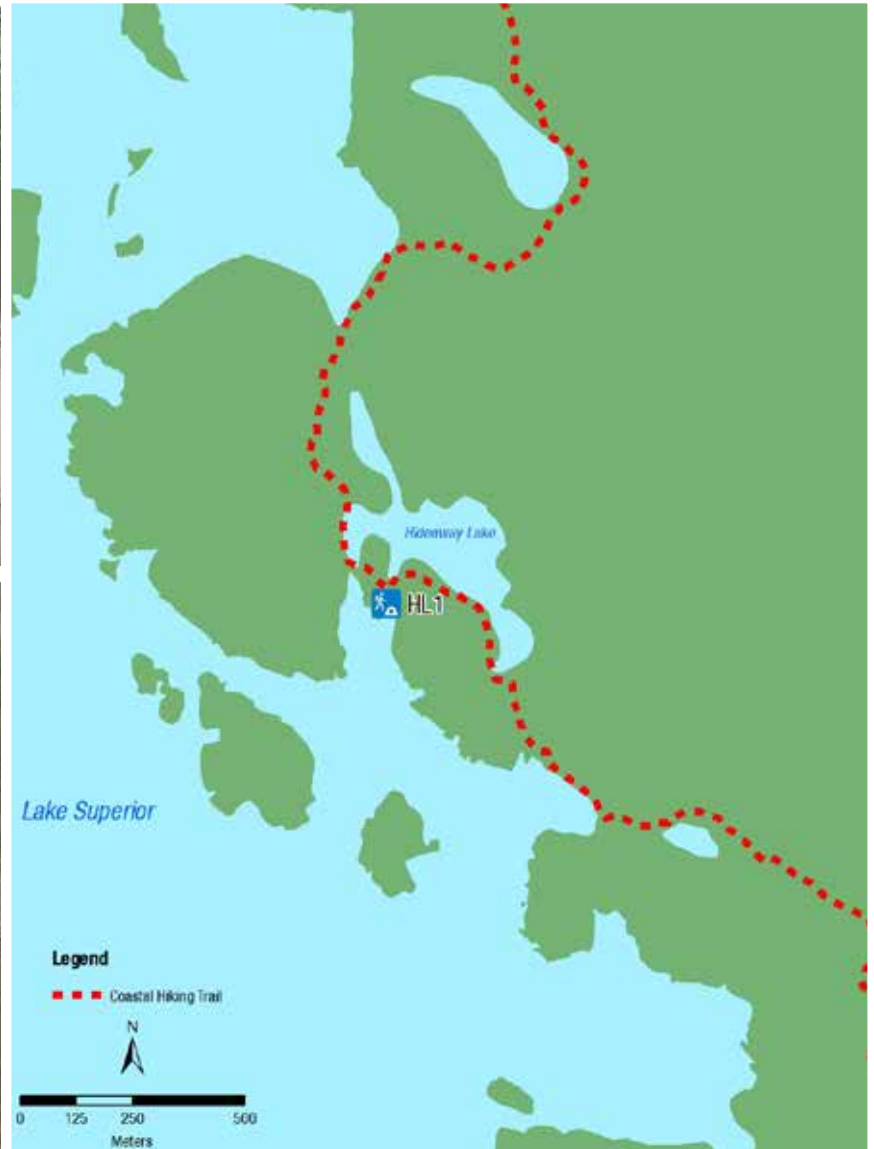 Hideaway Lake
HL1
Lake Superior
Legend
Coastal Hiking Trail
N
0 125 250 500
Meters